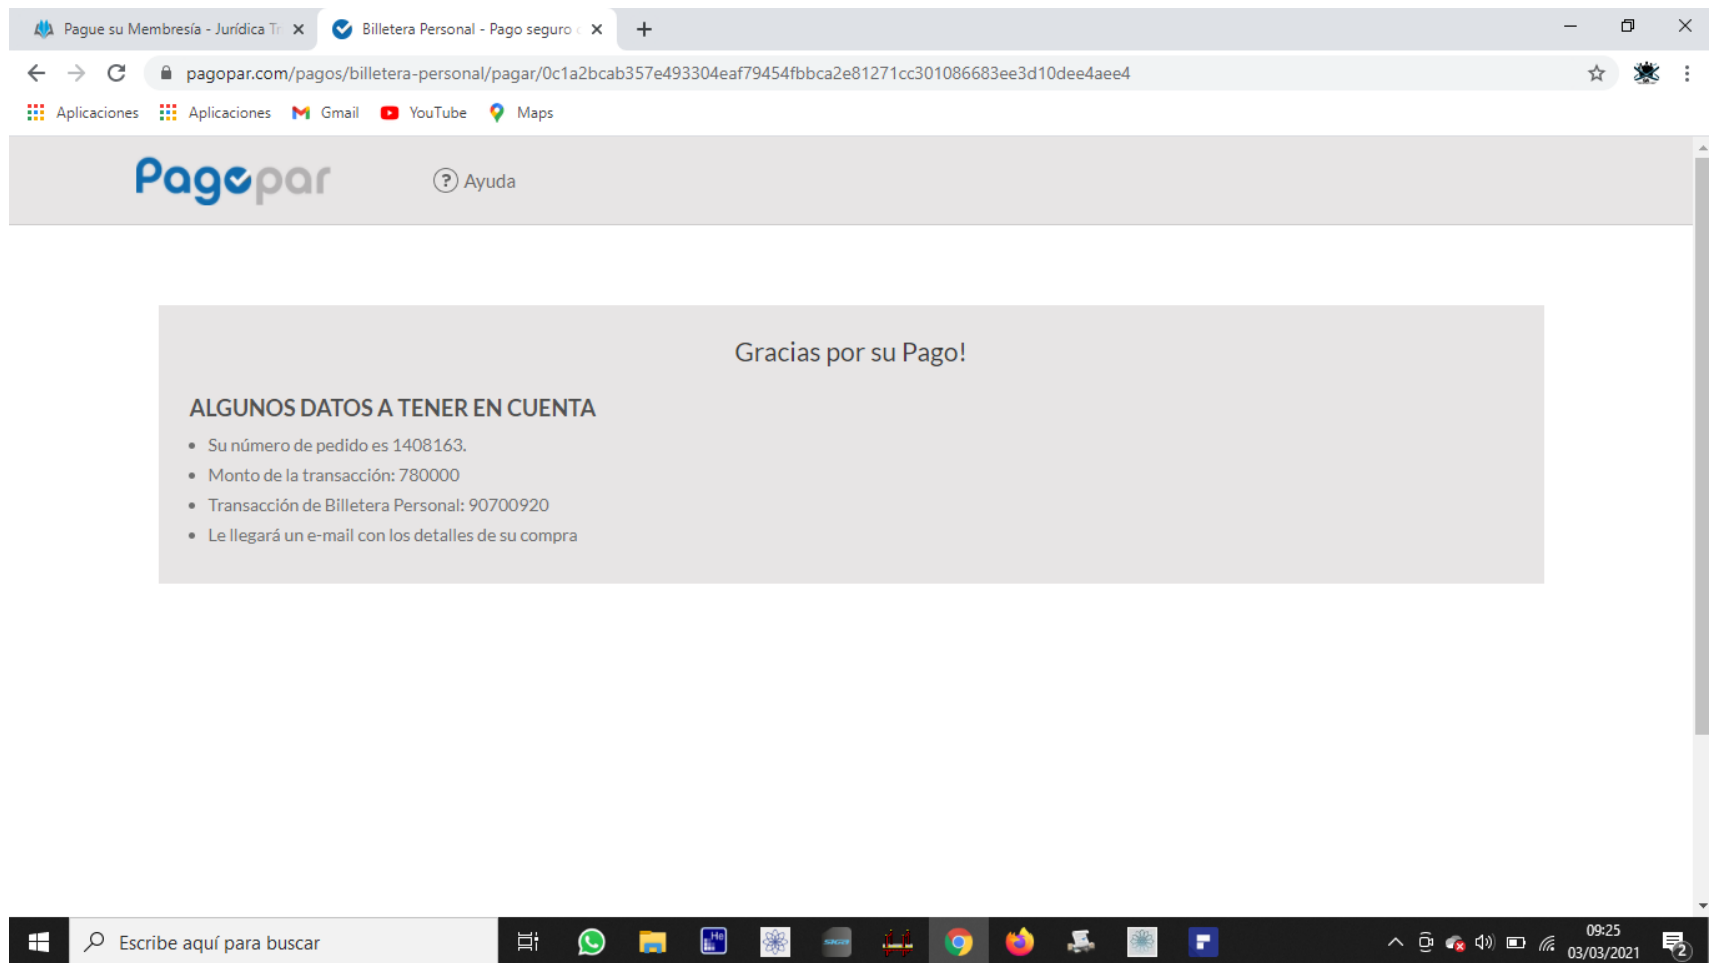 Pague su Membresía - Jurídica Tr
Billetera Personal - Pago seguro
pagopar.com/pagos/billetera-personal/pagar/0c1a2bcab357e493304eaf79454fbbca2e81271cc301086683ee3d10dee4aee4
Aplicaciones Aplicaciones Gmail YouTube Maps
Pagopar
? Ayuda
Gracias por su Pago!
ALGUNOS DATOS A TENER EN CUENTA
• Su número de pedido es 1408163.
• Monto de la transacción: 780000
• Transacción de Billetera Personal: 90700920
• Le llegará un e-mail con los detalles de su compra
Escribe aquí para buscar
He
09:25
03/03/2021
2